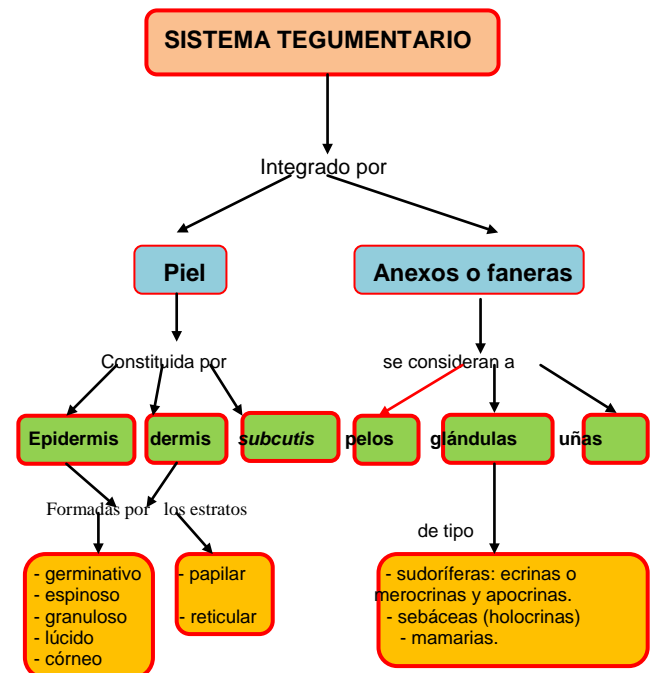 SISTEMA TEGUMENTARIO
Integrado por
Piel
Anexos o faneras
Constituida por
se consideran a
Epidermis
dermis
subcutis
pelos
glándulas
uñas
Formadas por los estratos
de tipo
- germinativo
- espinoso
- granuloso
- lúcido
- córneo
- papilar
- reticular
- sudoríferas: ecrinas o
merocrinas y apocrinas.
- sebáceas (holocrinas)
- mamarias.